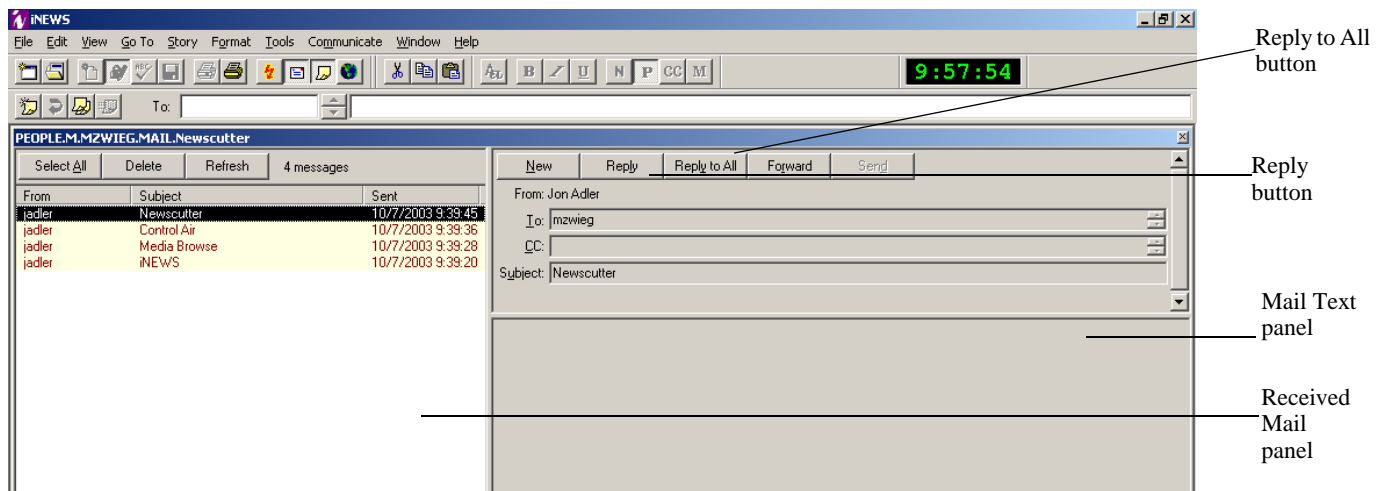 iNEWS
File Edit View Go To Story Format Tools Communicate Window Help
ABC B I U N P CC M 9:57:54
To:
PEOPLE.M.MZWIEG.MAIL.Newscutter
Select All Delete Refresh 4 messages
From Subject Sent
jadler Newscutter 10/7/2003 9:39:45
jadler Control Air 10/7/2003 9:39:36
jadler Media Browse 10/7/2003 9:39:28
jadler iNEWS 10/7/2003 9:39:20
New Reply Reply to All Forward Send
From: Jon Adler
To: mzwieg
CC:
Subject: Newscutter
Reply to All
button
Reply
button
Mail Text
panel
Received
Mail
panel